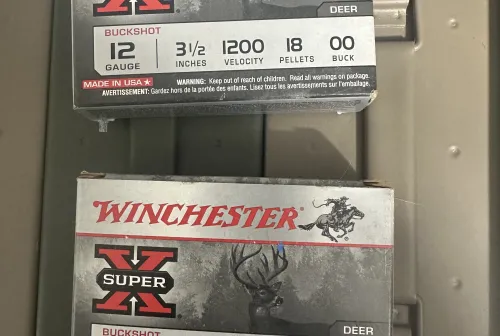 X
DEER
BUCKSHOT
12 3½ 1200 18 00
GAUGE INCHES VELOCITY PELLETS BUCK
MADE IN USA
WARNING: Keep out of reach of children. Read all warnings on package.
AVERTISSEMENT: Gardez hors de la portée des enfants. Lisez tous les avertissements sur l'emballage.
WINCHESTER
X
SUPER
DEER
BUCKSHOT